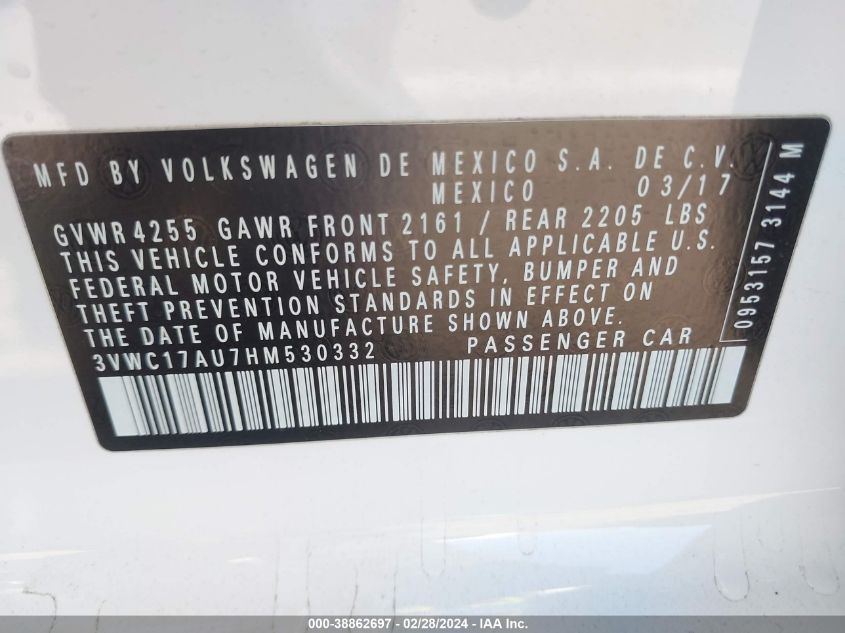 MFD BY VOLKSWAGEN DE MEXICO S.A. DE C.V.
MEXICO 03/17
GVWR 4255 GAWR FRONT 2161 / REAR 2205 LBS
THIS VEHICLE CONFORMS TO ALL APPLICABLE U.S.
FEDERAL MOTOR VEHICLE SAFETY, BUMPER AND
THEFT PREVENTION STANDARDS IN EFFECT ON
THE DATE OF MANUFACTURE SHOWN ABOVE.
3VWC17AU7HM530332 PASSENGER CAR
0953157 3144 M
000-38862697 / 02/28/2024 / IAA Inc.